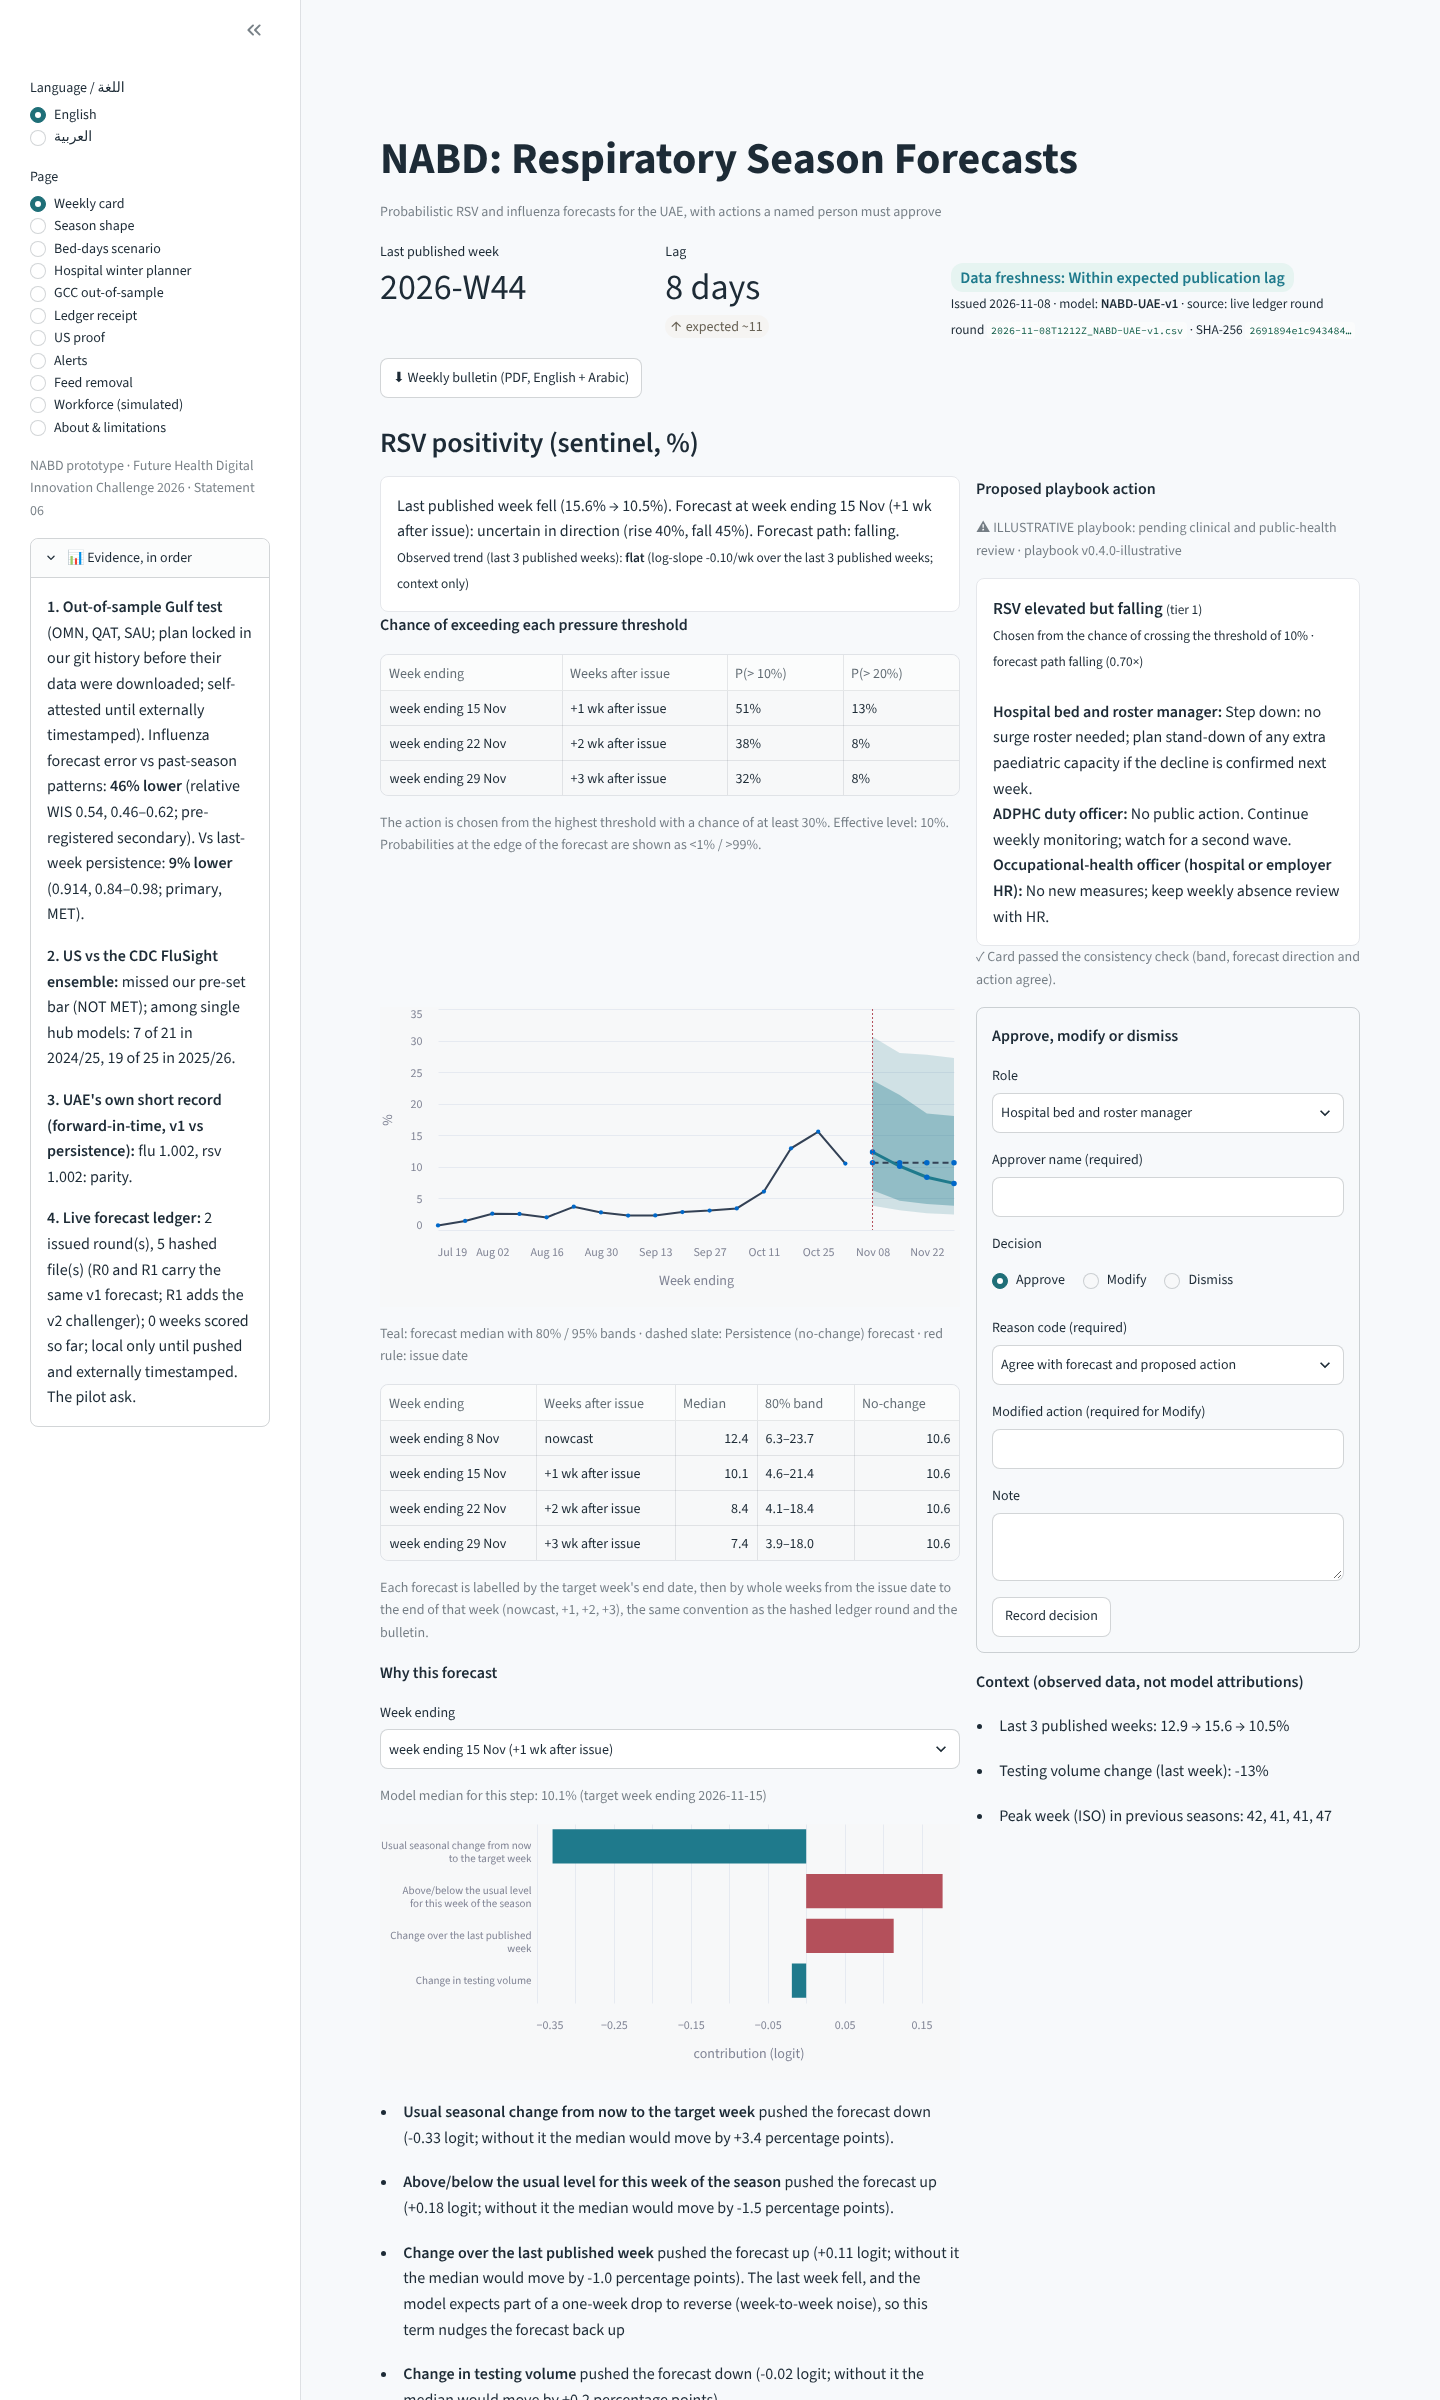 Language / اللغة
English
العربية
Page
Weekly card
Season shape
Bed-days scenario
Hospital winter planner
GCC out-of-sample
Ledger receipt
US proof
Alerts
Feed removal
Workforce (simulated)
About & limitations
NABD prototype · Future Health Digital
Innovation Challenge 2026 · Statement
06
📊 Evidence, in order
1. Out-of-sample Gulf test
(OMN, QAT, SAU; plan locked in
our git history before their
data were downloaded; self-
attested until externally
timestamped). Influenza
forecast error vs past-season
patterns: 46% lower (relative
WIS 0.54, 0.46–0.62; pre-
registered secondary). Vs last-
week persistence: 9% lower
(0.914, 0.84–0.98; primary,
MET).
2. US vs the CDC FluSight
ensemble: missed our pre-set
bar (NOT MET); among single
hub models: 7 of 21 in
2024/25, 19 of 25 in 2025/26.
3. UAE's own short record
(forward-in-time, v1 vs
persistence): flu 1.002, rsv
1.002: parity.
4. Live forecast ledger: 2
issued round(s), 5 hashed
file(s) (R0 and R1 carry the
same v1 forecast; R1 adds the
v2 challenger); 0 weeks scored
so far; local only until pushed
and externally timestamped.
The pilot ask.
NABD: Respiratory Season Forecasts
Probabilistic RSV and influenza forecasts for the UAE, with actions a named person must approve
Last published week
2026-W44
Lag
8 days
↑ expected ~11
Data freshness: Within expected publication lag
Issued 2026-11-08 · model: NABD-UAE-v1 · source: live ledger round
round 2026-11-08T1212Z_NABD-UAE-v1.csv · SHA-256 2691894e1c943484…
⬇ Weekly bulletin (PDF, English + Arabic)
RSV positivity (sentinel, %)
Last published week fell (15.6% → 10.5%). Forecast at week ending 15 Nov (+1 wk
after issue): uncertain in direction (rise 40%, fall 45%). Forecast path: falling.
Observed trend (last 3 published weeks): flat (log-slope -0.10/wk over the last 3 published weeks;
context only)
Chance of exceeding each pressure threshold
Week ending Weeks after issue P(> 10%) P(> 20%)
week ending 15 Nov +1 wk after issue 51% 13%
week ending 22 Nov +2 wk after issue 38% 8%
week ending 29 Nov +3 wk after issue 32% 8%
The action is chosen from the highest threshold with a chance of at least 30%. Effective level: 10%.
Probabilities at the edge of the forecast are shown as <1% / >99%.
35
30
25
20
15
10
5
0
%
Jul 19 Aug 02 Aug 16 Aug 30 Sep 13 Sep 27 Oct 11 Oct 25 Nov 08 Nov 22
Week ending
Teal: forecast median with 80% / 95% bands · dashed slate: Persistence (no-change) forecast · red
rule: issue date
Week ending Weeks after issue Median 80% band No-change
week ending 8 Nov nowcast 12.4 6.3–23.7 10.6
week ending 15 Nov +1 wk after issue 10.1 4.6–21.4 10.6
week ending 22 Nov +2 wk after issue 8.4 4.1–18.4 10.6
week ending 29 Nov +3 wk after issue 7.4 3.9–18.0 10.6
Each forecast is labelled by the target week's end date, then by whole weeks from the issue date to
the end of that week (nowcast, +1, +2, +3), the same convention as the hashed ledger round and the
bulletin.
Why this forecast
Week ending
week ending 15 Nov (+1 wk after issue)
Model median for this step: 10.1% (target week ending 2026-11-15)
Usual seasonal change from now
to the target week
Above/below the usual level
for this week of the season
Change over the last published
week
Change in testing volume
−0.35 −0.25 −0.15 −0.05 0.05 0.15
contribution (logit)
• Usual seasonal change from now to the target week pushed the forecast down
(-0.33 logit; without it the median would move by +3.4 percentage points).
• Above/below the usual level for this week of the season pushed the forecast up
(+0.18 logit; without it the median would move by -1.5 percentage points).
• Change over the last published week pushed the forecast up (+0.11 logit; without it
the median would move by -1.0 percentage points). The last week fell, and the
model expects part of a one-week drop to reverse (week-to-week noise), so this
term nudges the forecast back up
• Change in testing volume pushed the forecast down (-0.02 logit; without it the
median would move by +0.2 percentage points).
Proposed playbook action
⚠ ILLUSTRATIVE playbook: pending clinical and public-health
review · playbook v0.4.0-illustrative
RSV elevated but falling (tier 1)
Chosen from the chance of crossing the threshold of 10% ·
forecast path falling (0.70×)
Hospital bed and roster manager: Step down: no
surge roster needed; plan stand-down of any extra
paediatric capacity if the decline is confirmed next
week.
ADPHC duty officer: No public action. Continue
weekly monitoring; watch for a second wave.
Occupational-health officer (hospital or employer
HR): No new measures; keep weekly absence review
with HR.
✓ Card passed the consistency check (band, forecast direction and
action agree).
Approve, modify or dismiss
Role
Hospital bed and roster manager
Approver name (required)
Decision
Approve Modify Dismiss
Reason code (required)
Agree with forecast and proposed action
Modified action (required for Modify)
Note
Record decision
Context (observed data, not model attributions)
• Last 3 published weeks: 12.9 → 15.6 → 10.5%
• Testing volume change (last week): -13%
• Peak week (ISO) in previous seasons: 42, 41, 41, 47